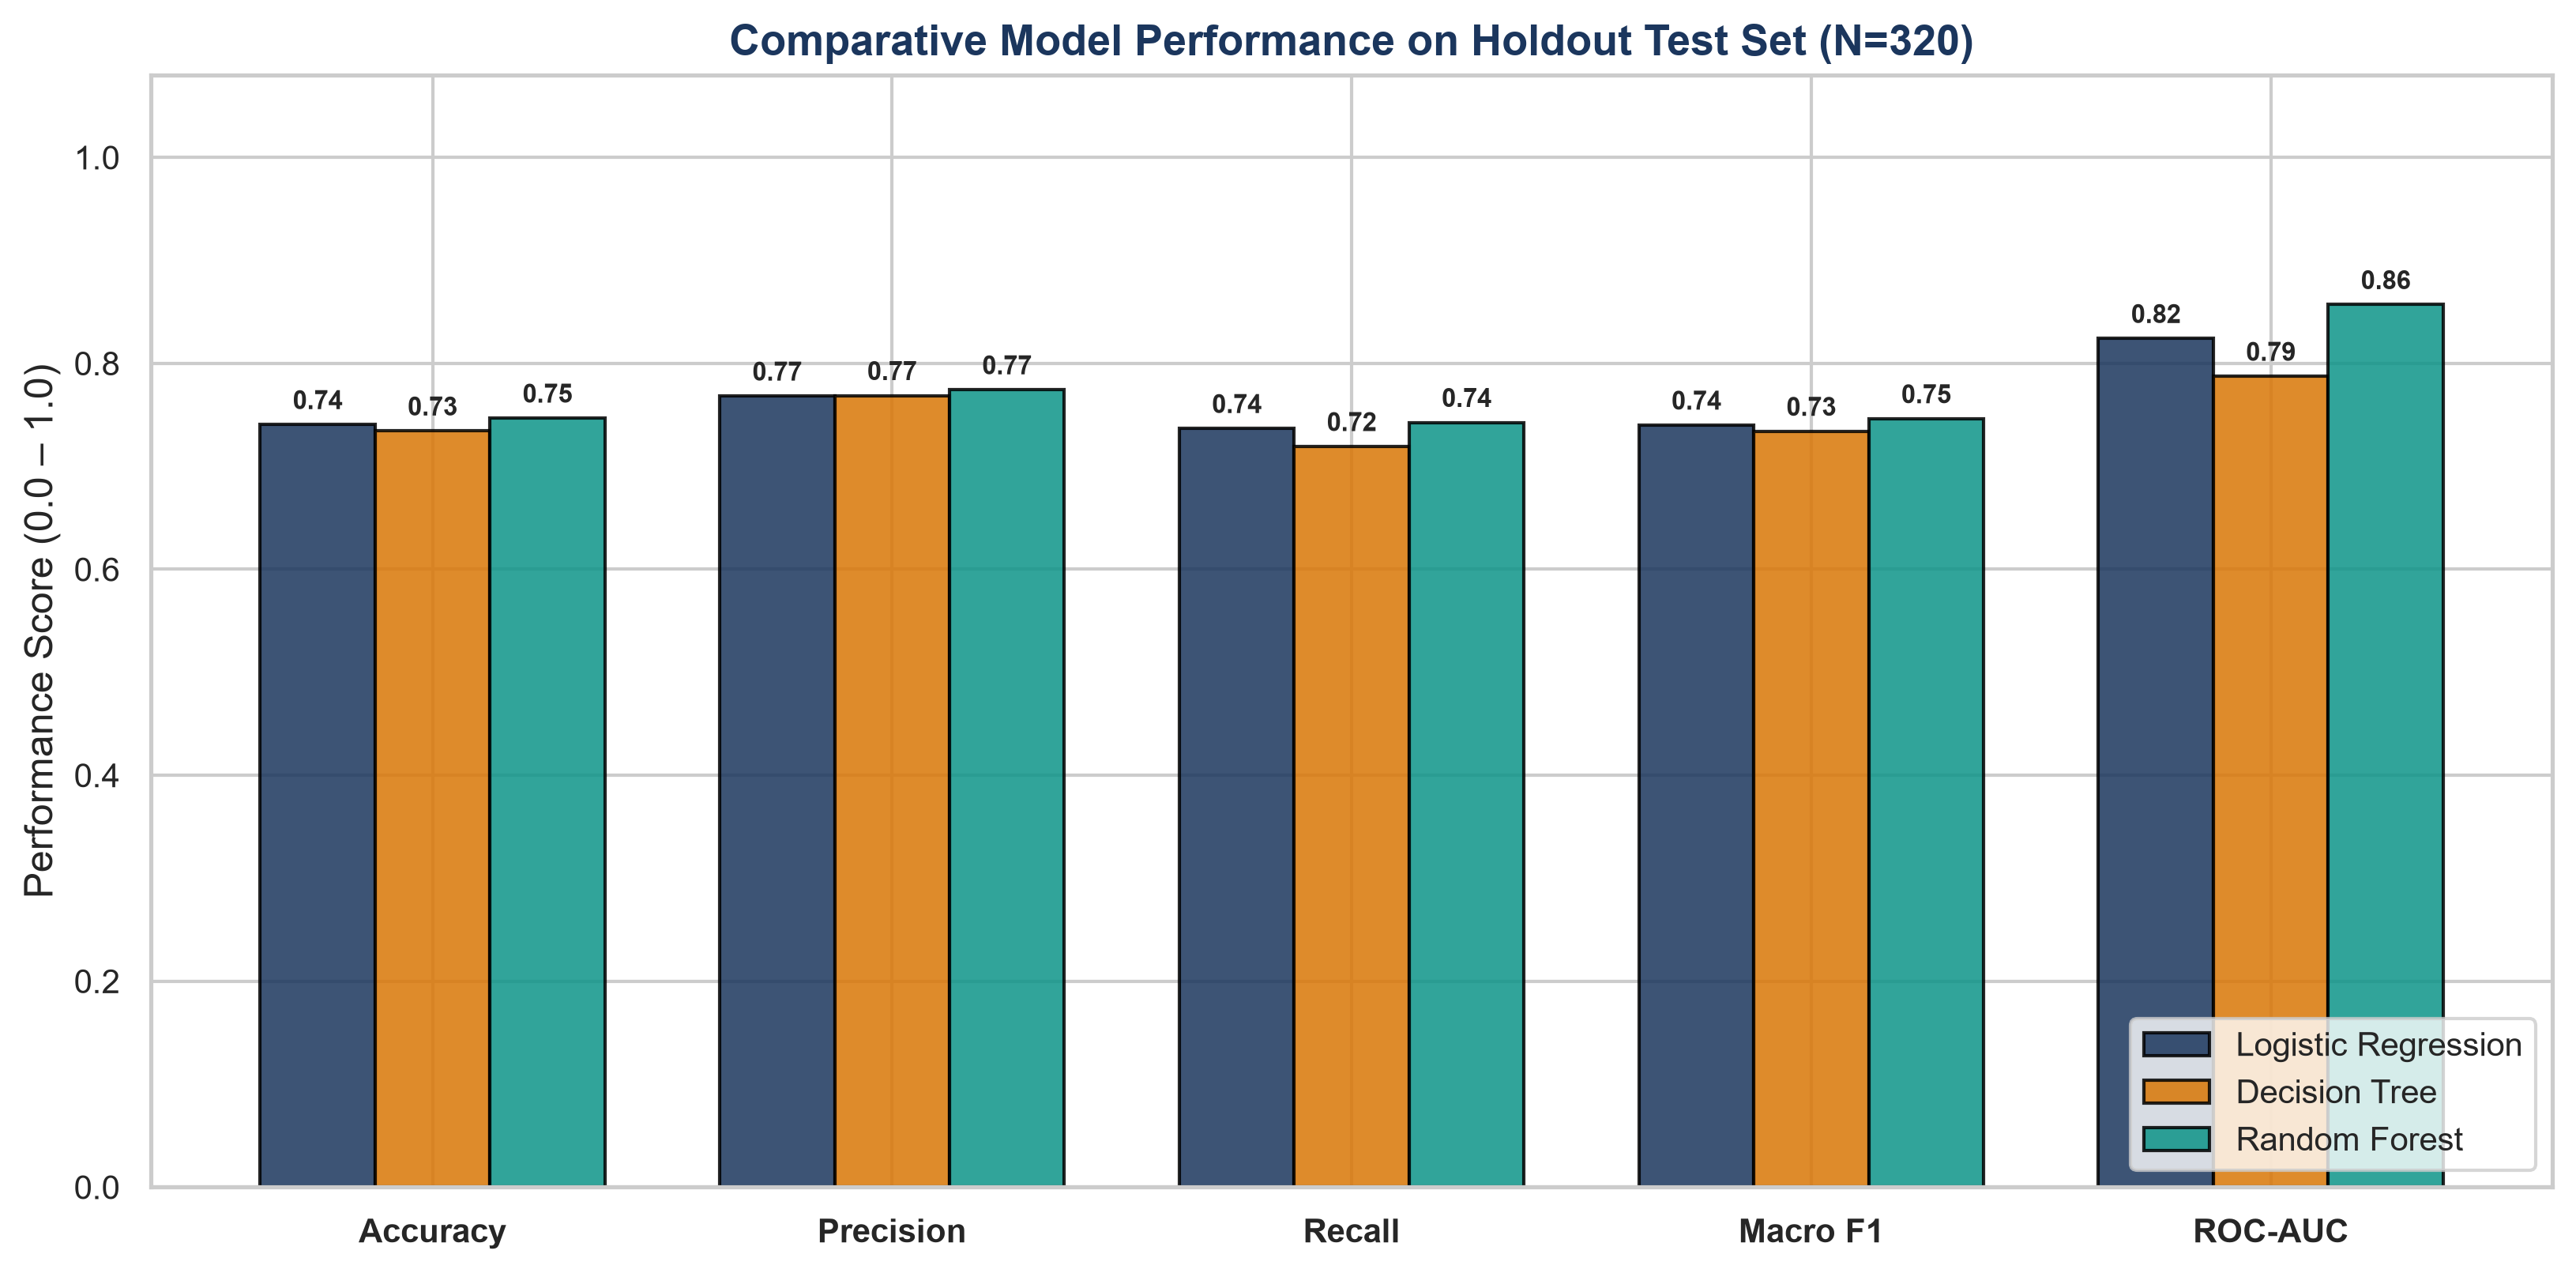 Comparative Model Performance on Holdout Test Set (N=320)
Performance Score (0.0 – 1.0)
1.0
0.8
0.6
0.4
0.2
0.0
0.74
0.73
0.75
0.77
0.77
0.77
0.74
0.72
0.74
0.74
0.73
0.75
0.82
0.79
0.86
Logistic Regression
Decision Tree
Random Forest
Accuracy
Precision
Recall
Macro F1
ROC-AUC